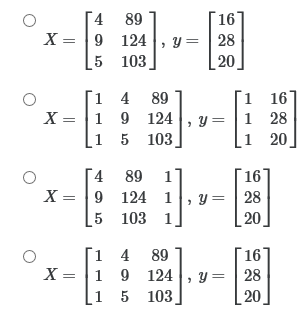 4 89 16
X = 9 124 , y = 28
5 103 20
1 4 89 1 16
X = 1 9 124 , y = 1 28
1 5 103 1 20
4 89 1 16
X = 9 124 1 , y = 28
5 103 1 20
1 4 89 16
X = 1 9 124 , y = 28
1 5 103 20